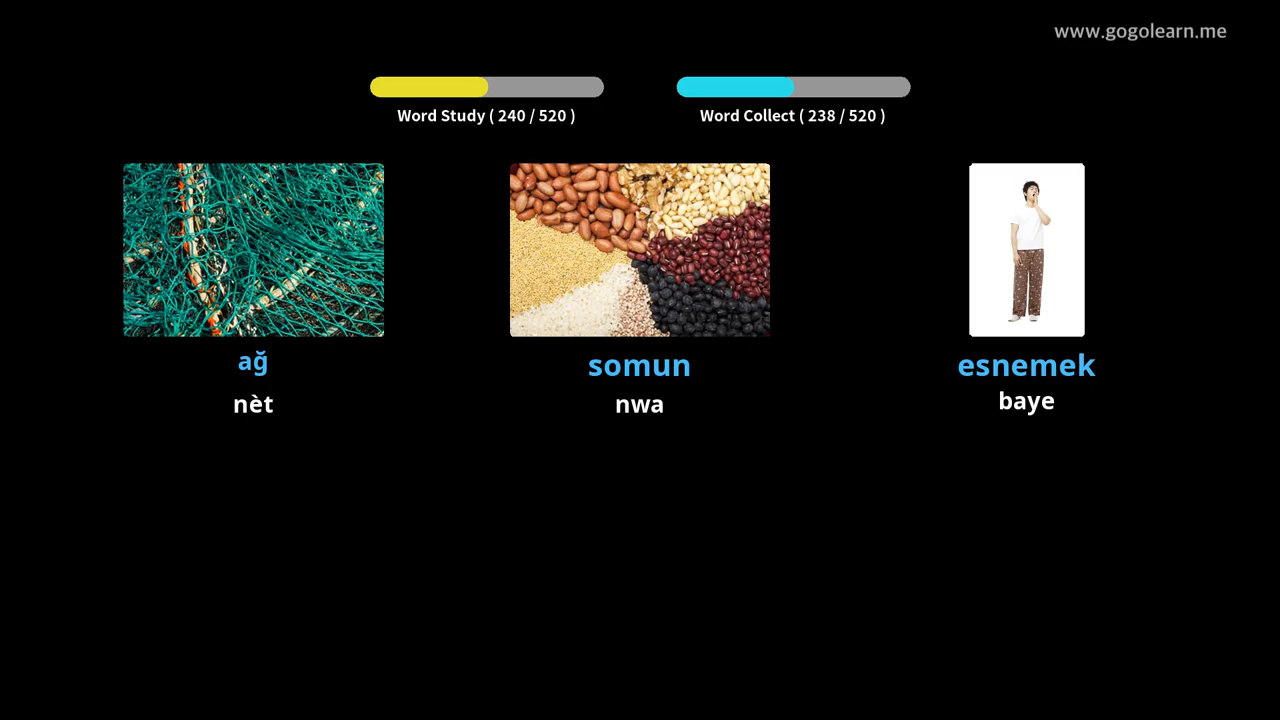 www.gogolearn.me
Word Study ( 240 / 520 )
Word Collect ( 238 / 520 )
ağ
somun
esnemek
nèt
nwa
baye